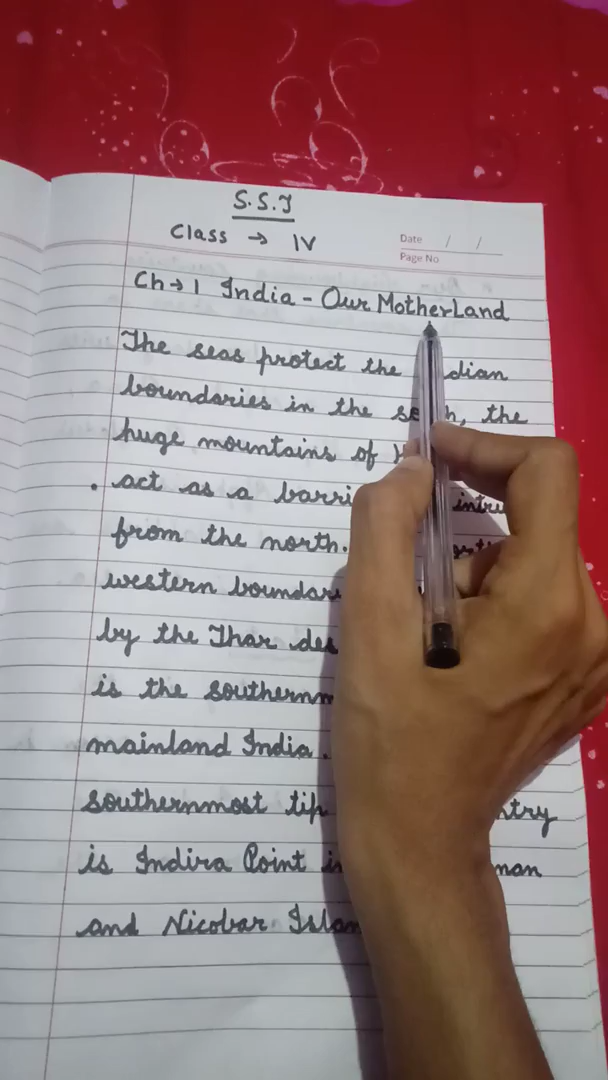 S.S.T
Class → IV
Date / /
Page No
Ch → 1 India - Our MotherLand
The seas protect the dian
boundaries in the the
huge mountains of
act as a barri intru
from the north.
western boundar
by the Thar des
is the southernm
mainland India.
southernmost tip ntry
is Indira Point i man
and Nicobar Islan